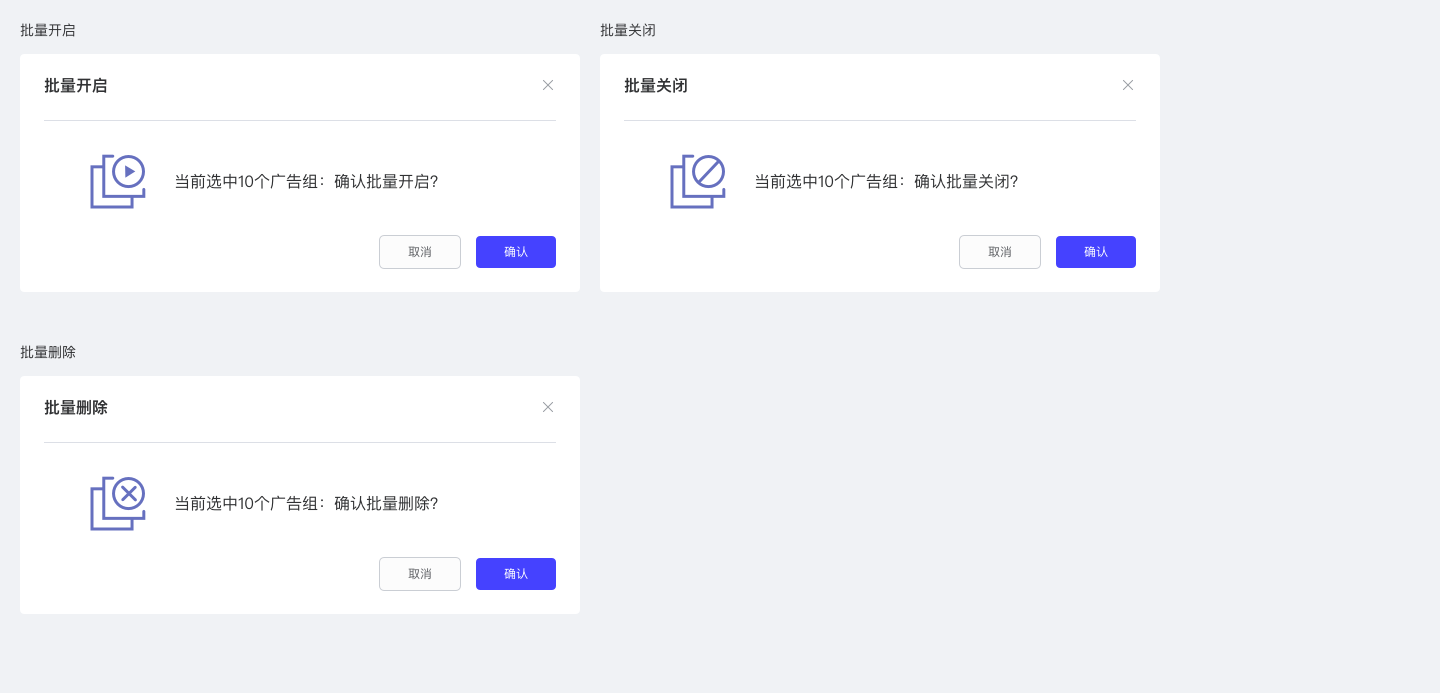 批量开启
批量开启
当前选中10个广告组：确认批量开启?
取消
确认
批量关闭
批量关闭
当前选中10个广告组：确认批量关闭?
取消
确认
批量删除
批量删除
当前选中10个广告组：确认批量删除?
取消
确认